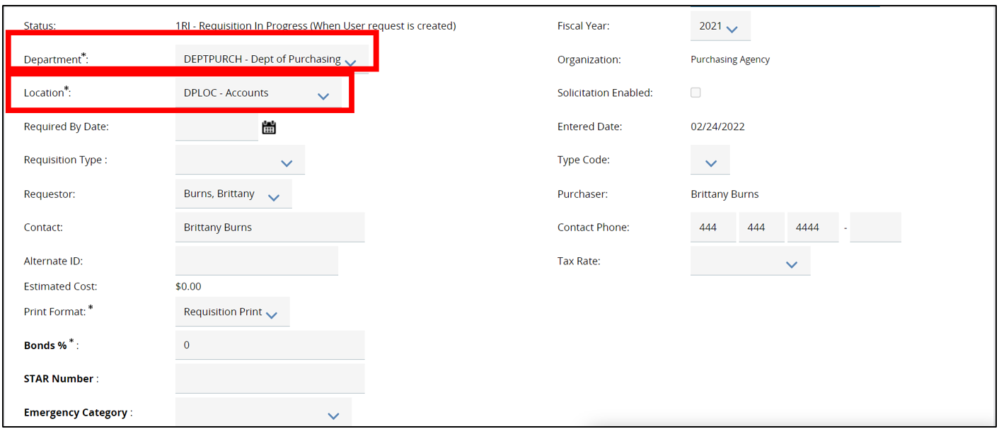 Status: 1RI - Requisition In Progress (When User request is created) Fiscal Year: 2021
Department*: DEPTPURCH - Dept of Purchasing Organization: Purchasing Agency
Location*: DPLOC - Accounts Solicitation Enabled:
Required By Date: Entered Date: 02/24/2022
Requisition Type : Type Code:
Requestor: Burns, Brittany Purchaser: Brittany Burns
Contact: Brittany Burns Contact Phone: 444 444 4444 -
Alternate ID: Tax Rate:
Estimated Cost: $0.00
Print Format: * Requisition Print
Bonds % * : 0
STAR Number :
Emergency Category :